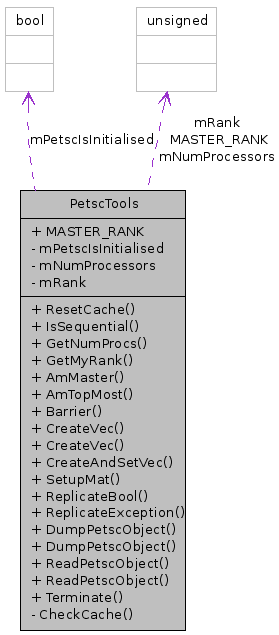 bool
unsigned
mPetscIsInitialised
mRank
MASTER_RANK
mNumProcessors
PetscTools
+ MASTER_RANK
- mPetscIsInitialised
- mNumProcessors
- mRank
+ ResetCache()
+ IsSequential()
+ GetNumProcs()
+ GetMyRank()
+ AmMaster()
+ AmTopMost()
+ Barrier()
+ CreateVec()
+ CreateVec()
+ CreateAndSetVec()
+ SetupMat()
+ ReplicateBool()
+ ReplicateException()
+ DumpPetscObject()
+ DumpPetscObject()
+ ReadPetscObject()
+ ReadPetscObject()
+ Terminate()
- CheckCache()